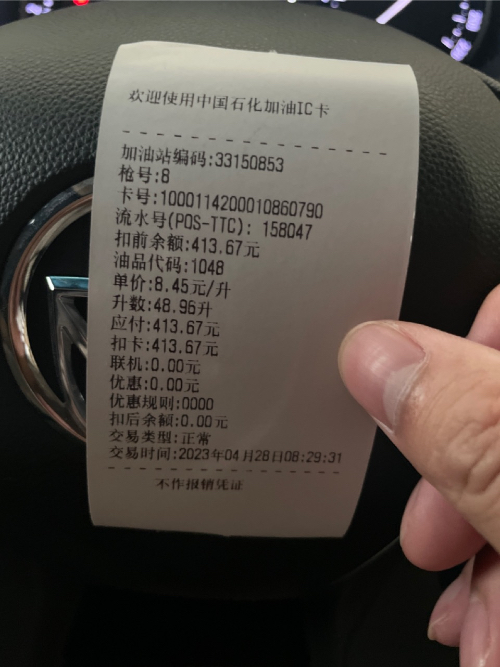 欢迎使用中国石化加油IC卡
加油站编码:33150853
枪号:8
卡号:1000114200010860790
流水号(POS-TTC): 158047
扣前余额:413.67元
油品代码:1048
单价:8.45元/升
升数:48.96升
应付:413.67元
扣卡:413.67元
联机:0.00元
优惠:0.00元
优惠规则:0000
扣后余额:0.00元
交易类型:正常
交易时间:2023年04月28日08:29:31
不作报销凭证